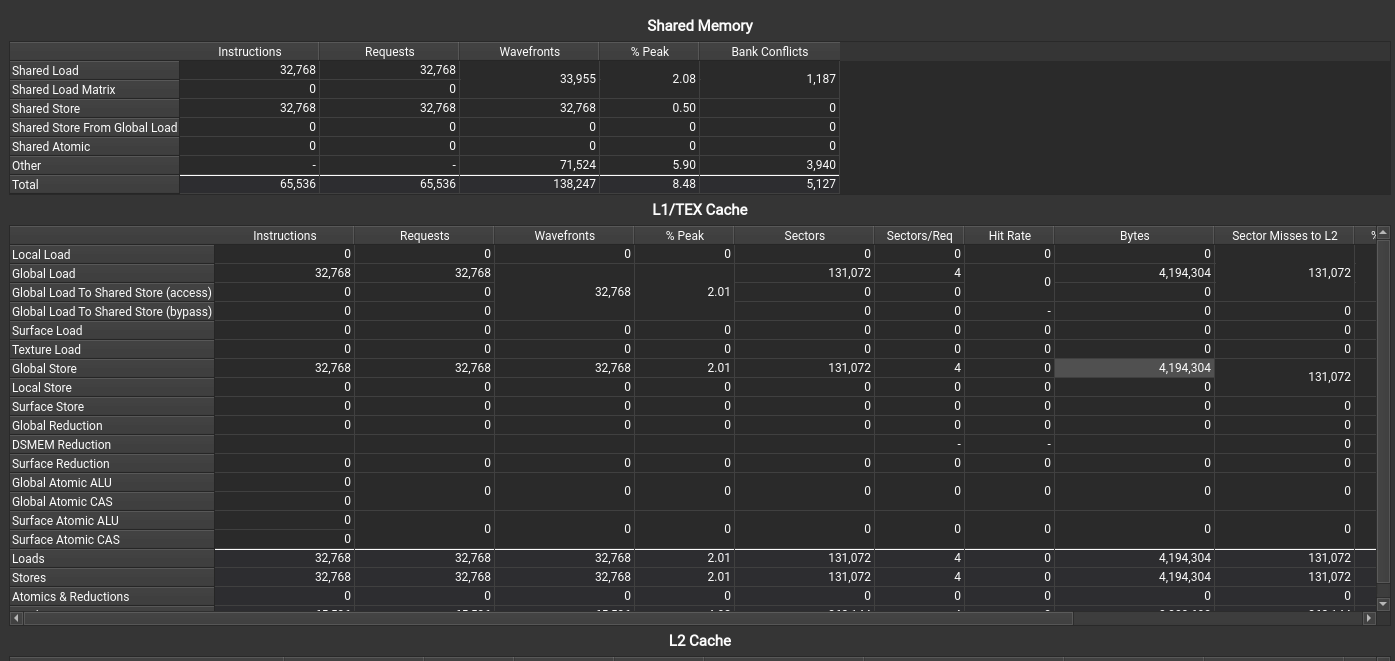 Shared Memory
Instructions Requests Wavefronts % Peak Bank Conflicts
Shared Load 32,768 32,768 33,955 2.08 1,187
Shared Load Matrix 0 0
Shared Store 32,768 32,768 32,768 0.50 0
Shared Store From Global Load 0 0 0 0 0
Shared Atomic 0 0 0 0 0
Other - - 71,524 5.90 3,940
Total 65,536 65,536 138,247 8.48 5,127
L1/TEX Cache
Instructions Requests Wavefronts % Peak Sectors Sectors/Req Hit Rate Bytes Sector Misses to L2 %
Local Load 0 0 0 0 0 0 0 0
Global Load 32,768 32,768 131,072 4 0 4,194,304 131,072
Global Load To Shared Store (access) 0 0 32,768 2.01 0 0 0
Global Load To Shared Store (bypass) 0 0 0 0 - 0 0
Surface Load 0 0 0 0 0 0 0 0 0
Texture Load 0 0 0 0 0 0 0 0 0
Global Store 32,768 32,768 32,768 2.01 131,072 4 0 4,194,304 131,072
Local Store 0 0 0 0 0 0 0 0
Surface Store 0 0 0 0 0 0 0 0 0
Global Reduction 0 0 0 0 0 0 0 0 0
DSMEM Reduction - - 0
Surface Reduction 0 0 0 0 0 0 0 0 0
Global Atomic ALU 0 0 0 0 0 0 0 0 0
Global Atomic CAS 0
Surface Atomic ALU 0 0 0 0 0 0 0 0 0
Surface Atomic CAS 0
Loads 32,768 32,768 32,768 2.01 131,072 4 0 4,194,304 131,072
Stores 32,768 32,768 32,768 2.01 131,072 4 0 4,194,304 131,072
Atomics & Reductions 0 0 0 0 0 0 0 0 0
L2 Cache